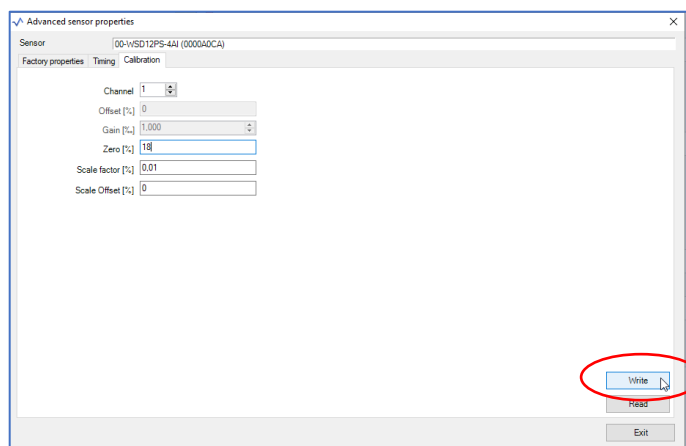 Advanced sensor properties
Sensor 00-WSD12PS-4AI (0000A0CA)
Factory properties Timing Calibration
Channel 1
Offset [%] 0
Gain [‰] 1,000
Zero [%] 18
Scale factor [%] 0,01
Scale Offset [%] 0
Write
Read
Exit